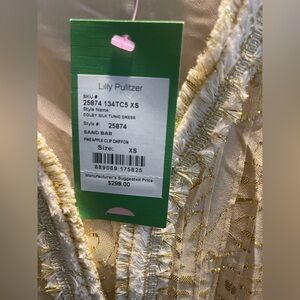 Lilly Pulitzer
SKU #
25874 134TC5 XS
Style Name:
COLBY SILK TUNIC DRESS
Style #: 25874
SAND BAR
PINEAPPLE CLIP CHIFFON
Size: XS
889069 175825
Manufacturer's Suggested Price
$298.00